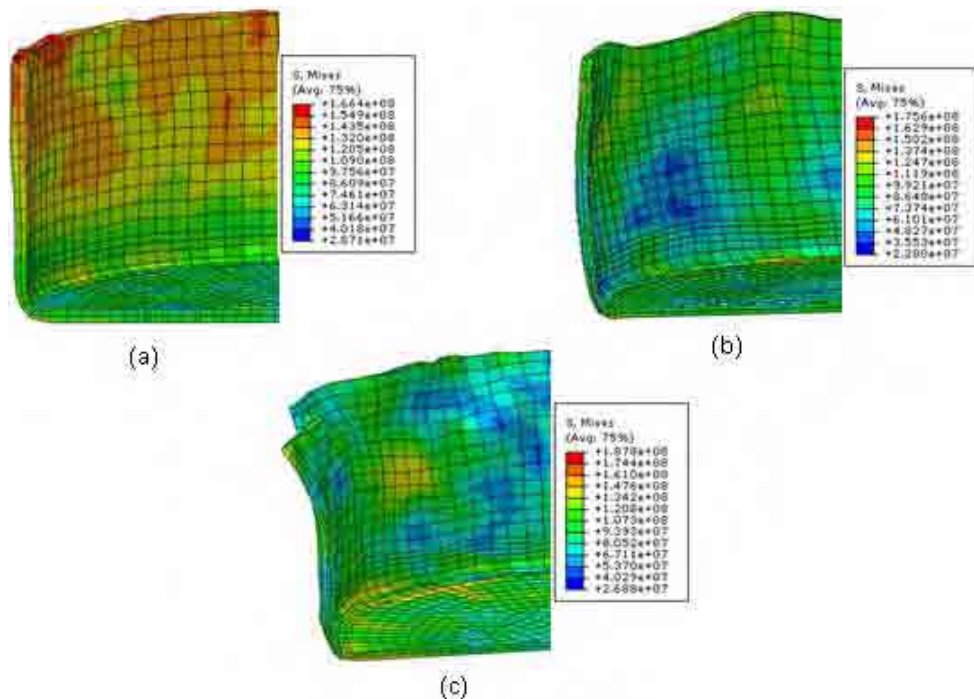 S, Mises
(Avg: 75%)
+1.664e+08
+1.549e+08
+1.435e+08
+1.320e+08
+1.205e+08
+1.090e+08
+9.756e+07
+8.609e+07
+7.461e+07
+6.314e+07
+5.166e+07
+4.018e+07
+2.871e+07
(a)
S, Mises
(Avg: 75%)
+1.756e+08
+1.629e+08
+1.502e+08
+1.374e+08
+1.247e+08
+1.119e+08
+9.921e+07
+8.648e+07
+7.374e+07
+6.101e+07
+4.827e+07
+3.553e+07
+2.280e+07
(b)
S, Mises
(Avg: 75%)
+1.878e+08
+1.744e+08
+1.610e+08
+1.476e+08
+1.342e+08
+1.208e+08
+1.073e+08
+9.393e+07
+8.052e+07
+6.711e+07
+5.370e+07
+4.029e+07
+2.688e+07
(c)